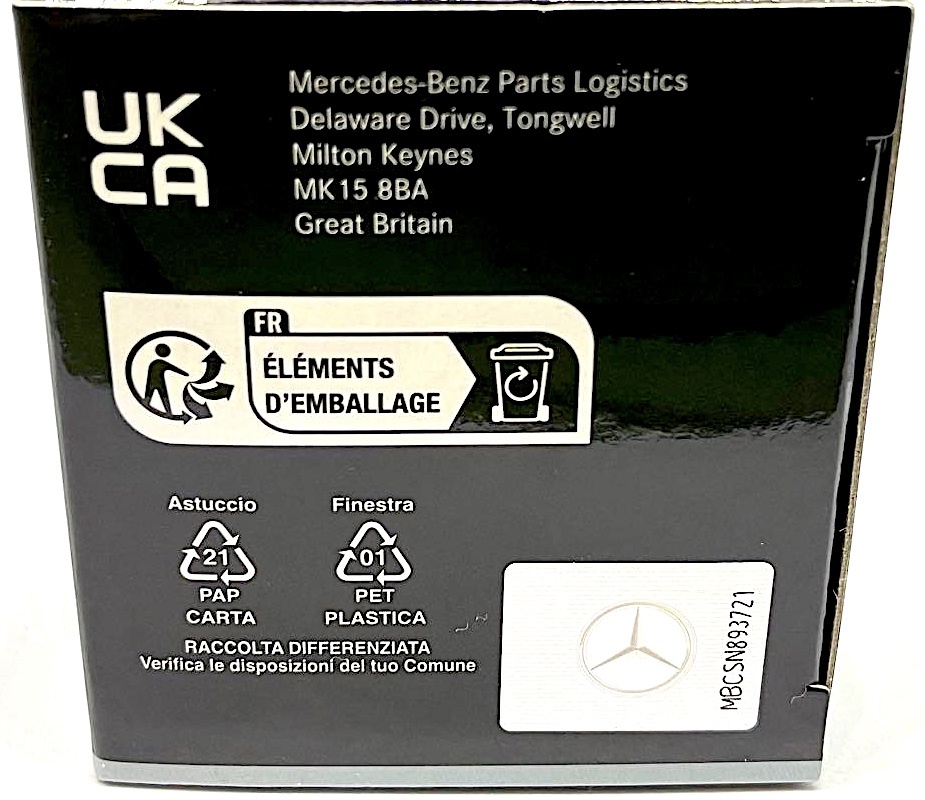 UK
CA
Mercedes-Benz Parts Logistics
Delaware Drive, Tongwell
Milton Keynes
MK15 8BA
Great Britain
FR
ÉLÉMENTS
D'EMBALLAGE
Astuccio
21
PAP
CARTA
Finestra
01
PET
PLASTICA
RACCOLTA DIFFERENZIATA
Verifica le disposizioni del tuo Comune
MBCSN893721